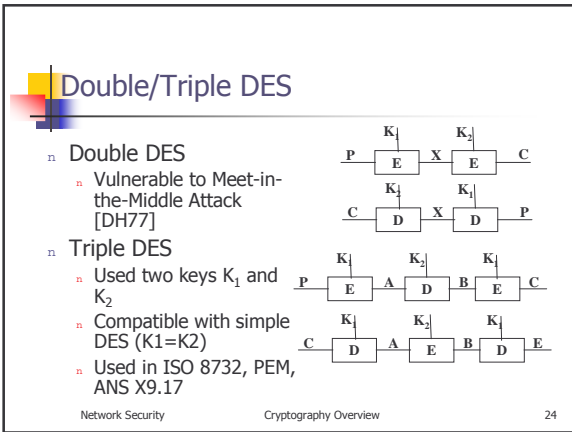 Double/Triple DES
n Double DES
n Vulnerable to Meet-in-
the-Middle Attack
[DH77]
n Triple DES
n Used two keys K1 and
K2
n Compatible with simple
DES (K1=K2)
n Used in ISO 8732, PEM,
ANS X9.17
K1 K2
P E X E C
K2 K1
C D X D P
K1 K2 K1
P E A D B E C
K1 K2 K1
C D A E B D E
Network Security Cryptography Overview 24